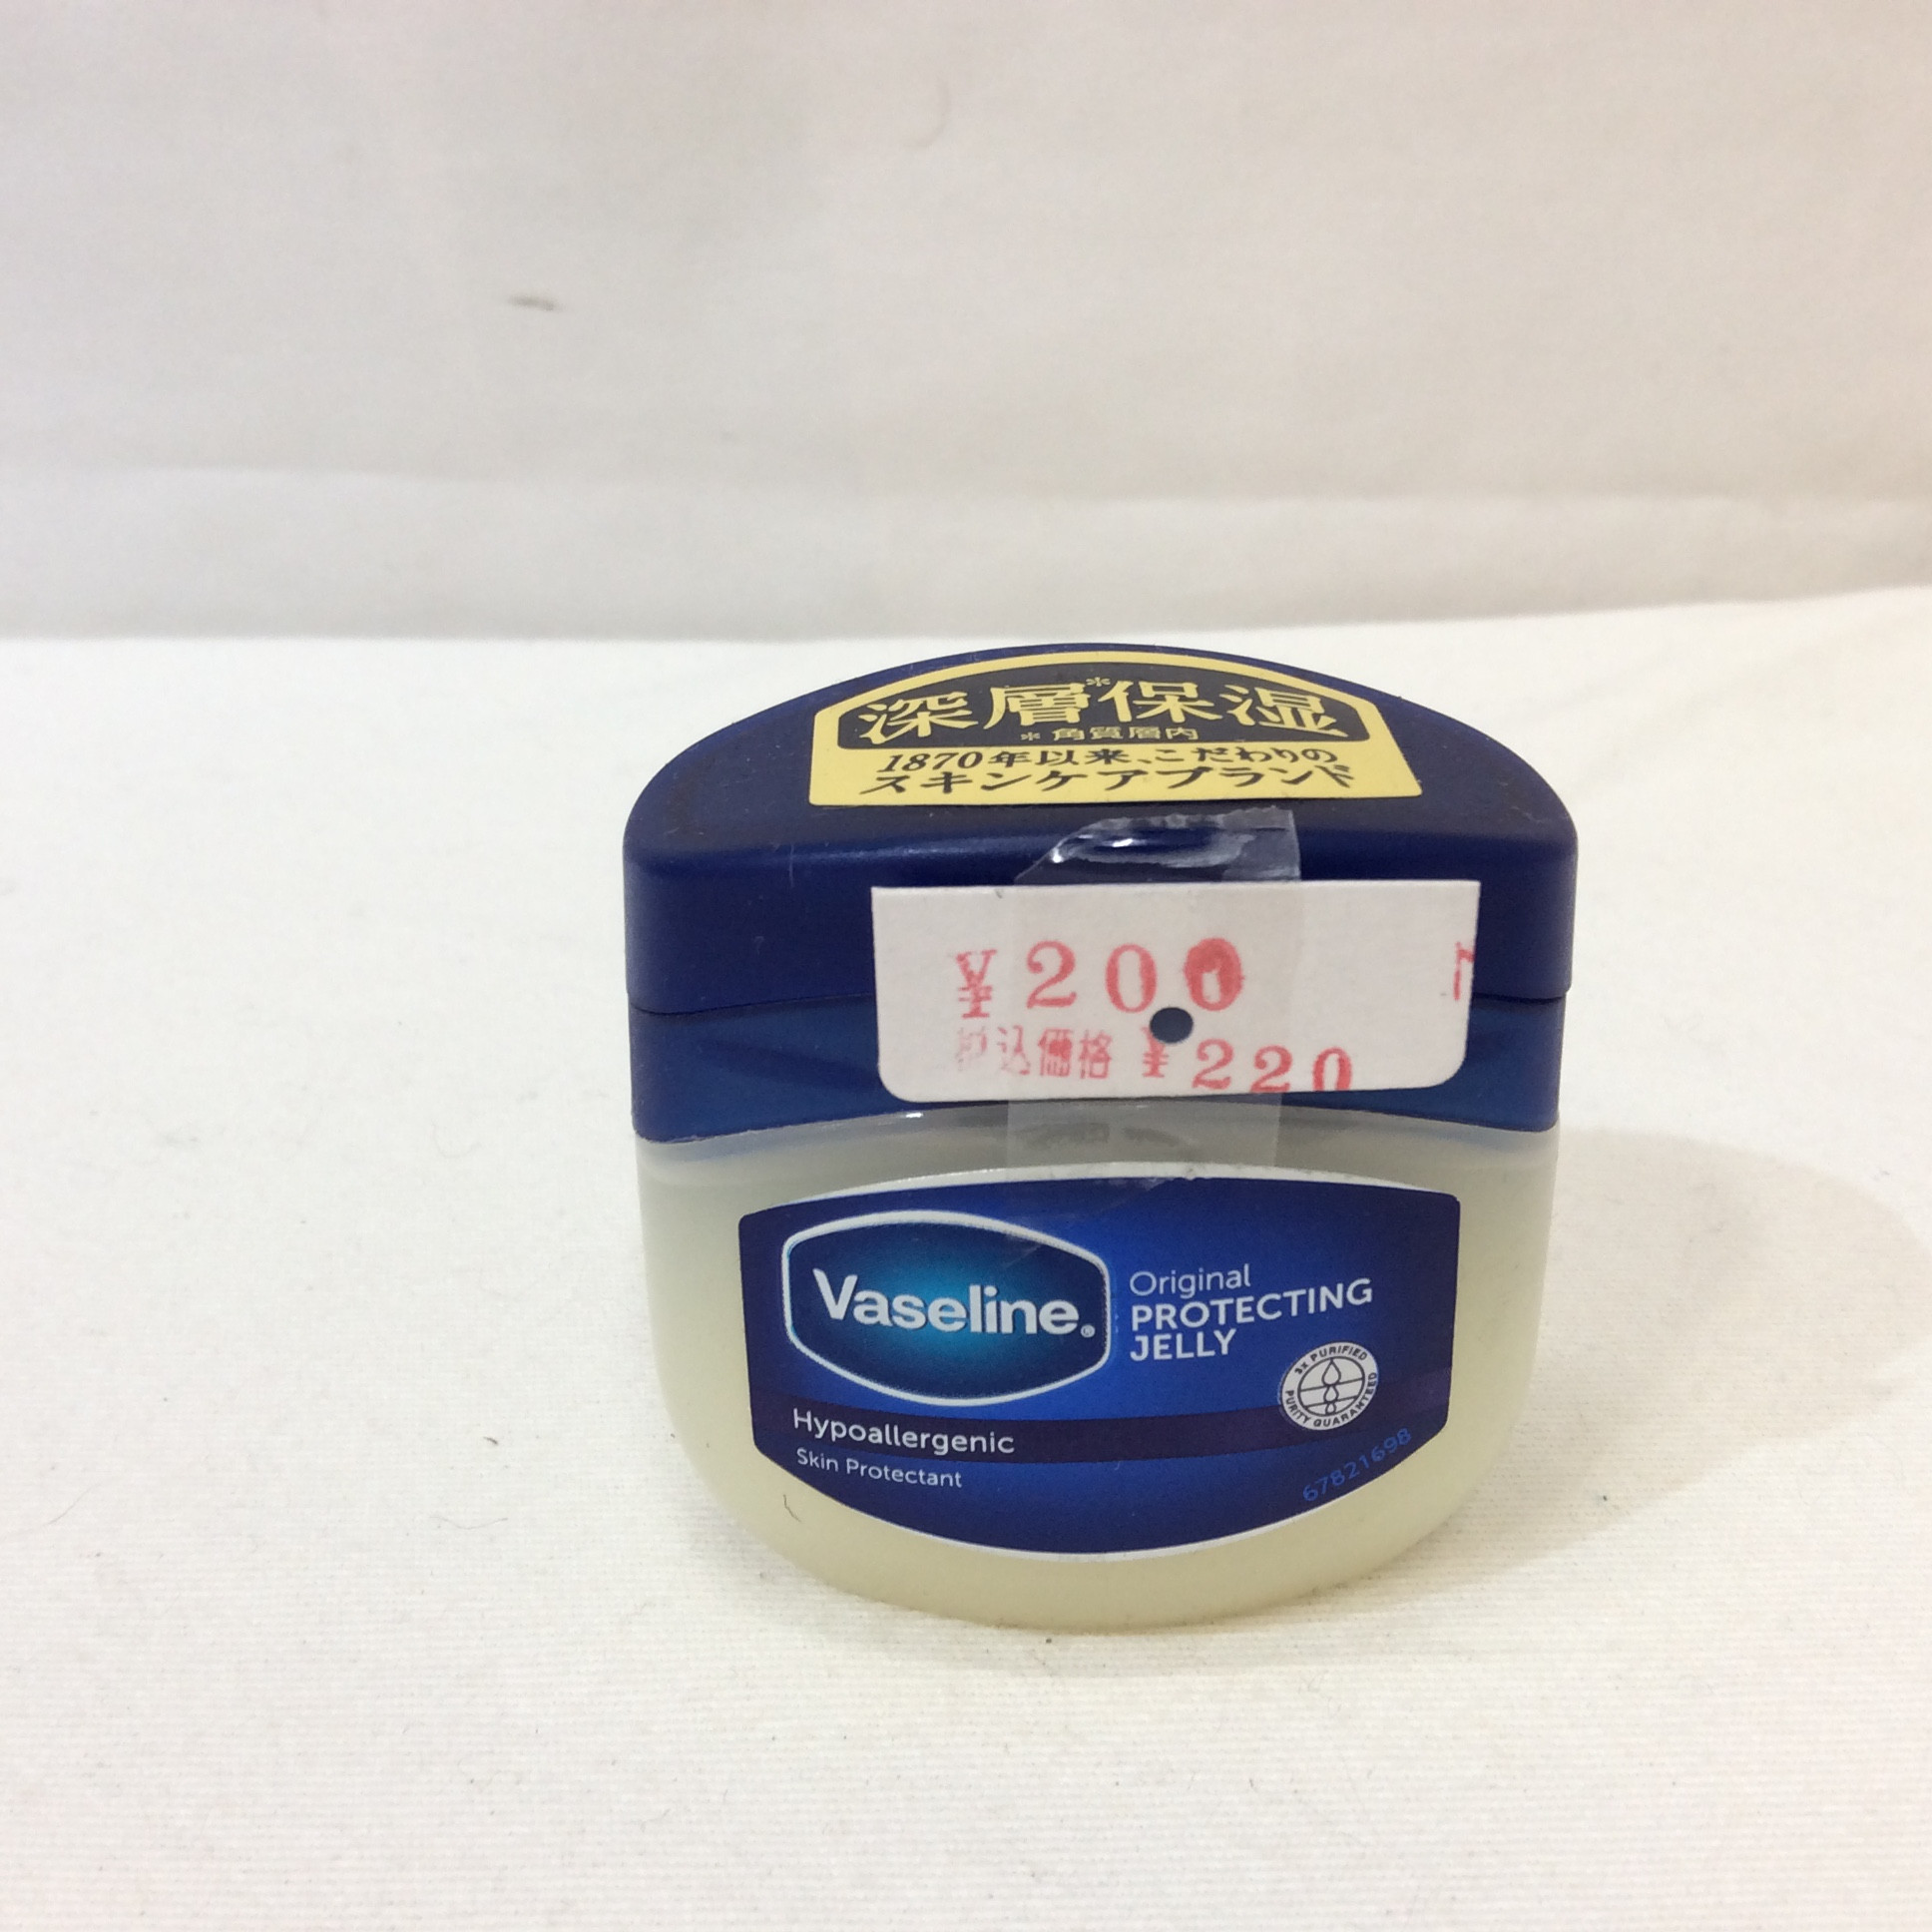 深層*保湿
*角質層内
1870年以来、こだわりの
スキンケアブランド
¥200
税込価格 ¥220
Vaseline®
Original
PROTECTING
JELLY
3X PURIFIED
PURITY GUARANTEED
Hypoallergenic
Skin Protectant
67821698